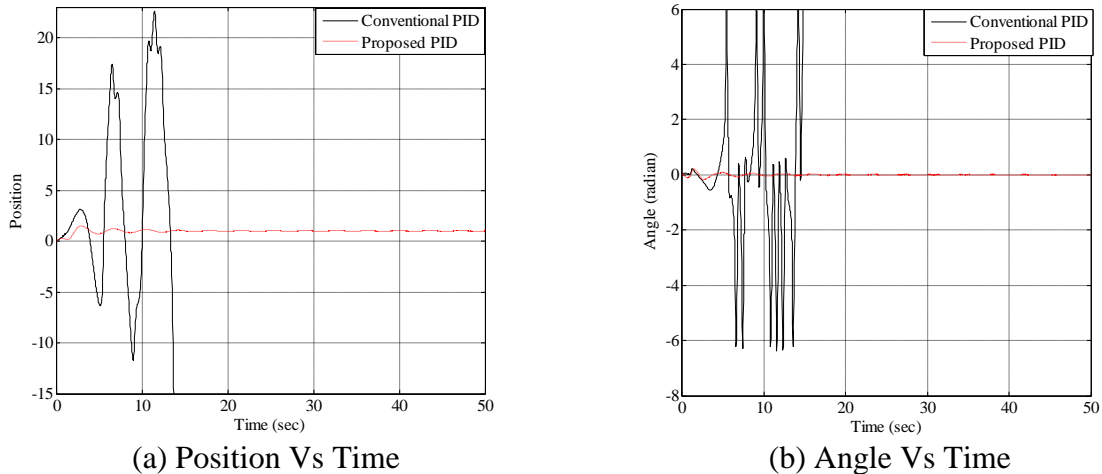 20
15
10
5
0
-5
-10
-15
Position
0
10
20
30
40
50
Time (sec)
Conventional PID
Proposed PID
(a) Position Vs Time
6
4
2
0
-2
-4
-6
-8
Angle (radian)
0
10
20
30
40
50
Time (sec)
Conventional PID
Proposed PID
(b) Angle Vs Time